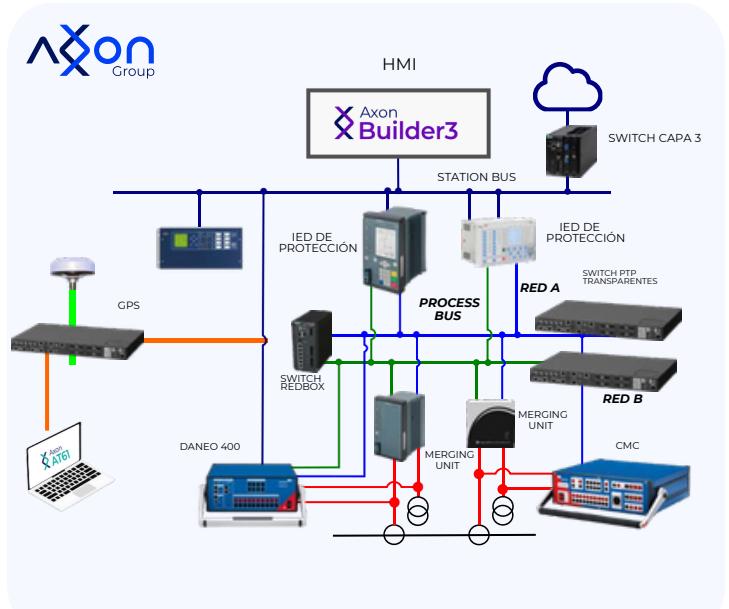 Axon
Group
HMI
Axon
Builder3
SWITCH CAPA 3
STATION BUS
IED DE
PROTECCIÓN
IED DE
PROTECCIÓN
SWITCH PTP
TRANSPARENTES
GPS
PROCESS
BUS
RED A
SWITCH
REDBOX
RED B
MERGING
UNIT
MERGING
UNIT
DANEO 400
CMC
Axon
AT61